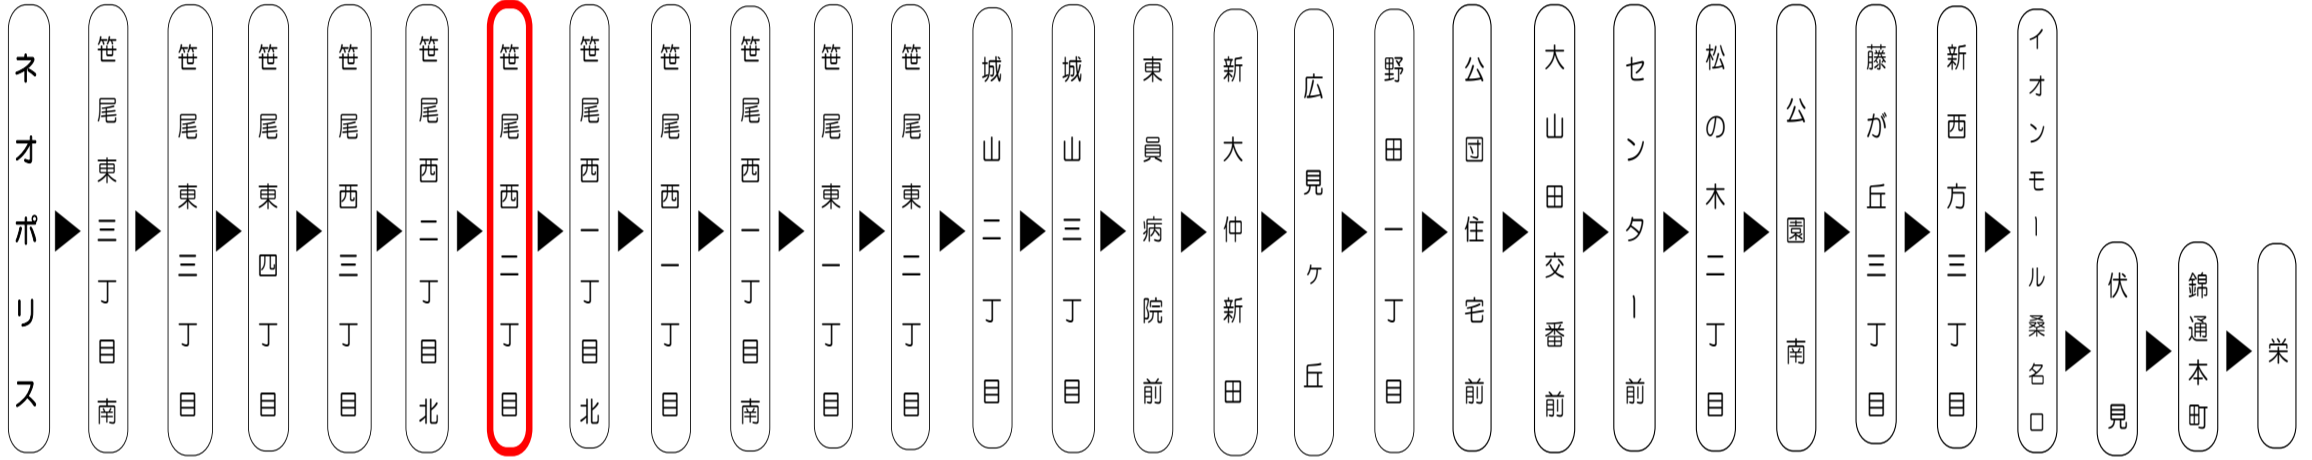 ネオポリス
笹尾東三丁目南
笹尾東三丁目
笹尾東四丁目
笹尾西三丁目
笹尾西二丁目北
笹尾西二丁目
笹尾西一丁目北
笹尾西一丁目
笹尾西一丁目南
笹尾東一丁目
笹尾東二丁目
城山二丁目
城山三丁目
東員病院前
新大仲新田
広見ヶ丘
野田一丁目
公団住宅前
大山田交番前
センター前
松の木二丁目
公園南
藤が丘三丁目
新西方三丁目
イオンモール桑名口
伏見
錦通本町
栄